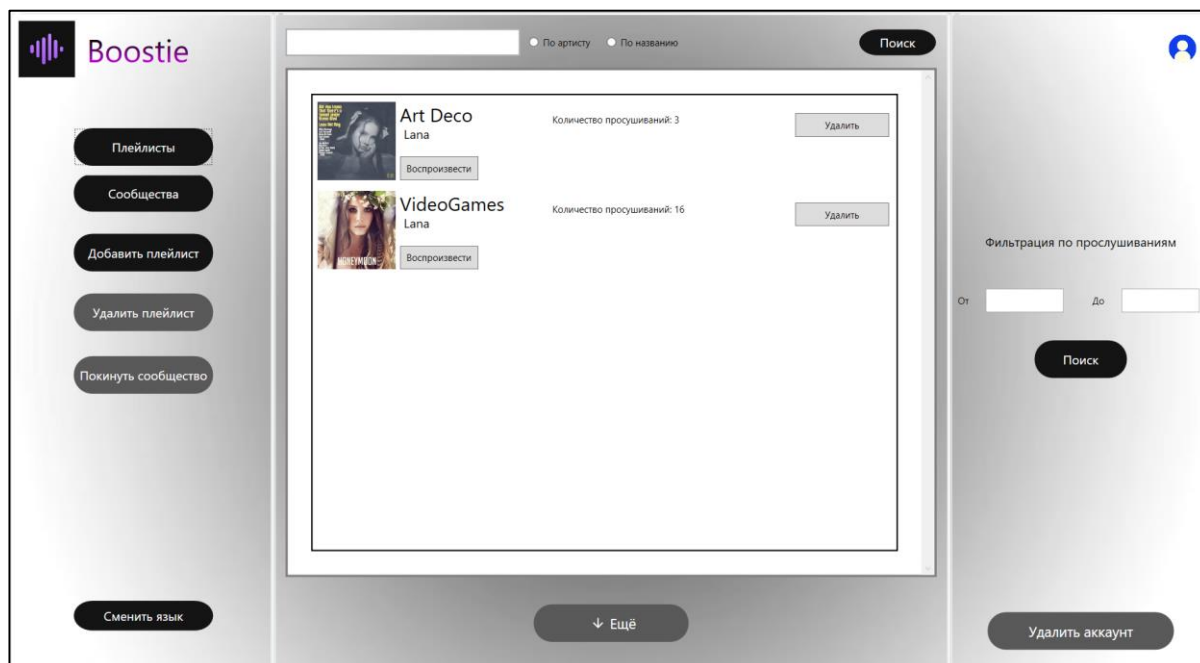 Boostie
Плейлисты
Сообщества
Добавить плейлист
Удалить плейлист
Покинуть сообщество
Сменить язык
По артисту
По названию
Поиск
Art Deco
Lana
Количество просушиваний: 3
Удалить
Воспроизвести
VideoGames
Lana
Количество просушиваний: 16
Удалить
Воспроизвести
↓ Ещё
Фильтрация по прослушиваниям
От
До
Поиск
Удалить аккаунт